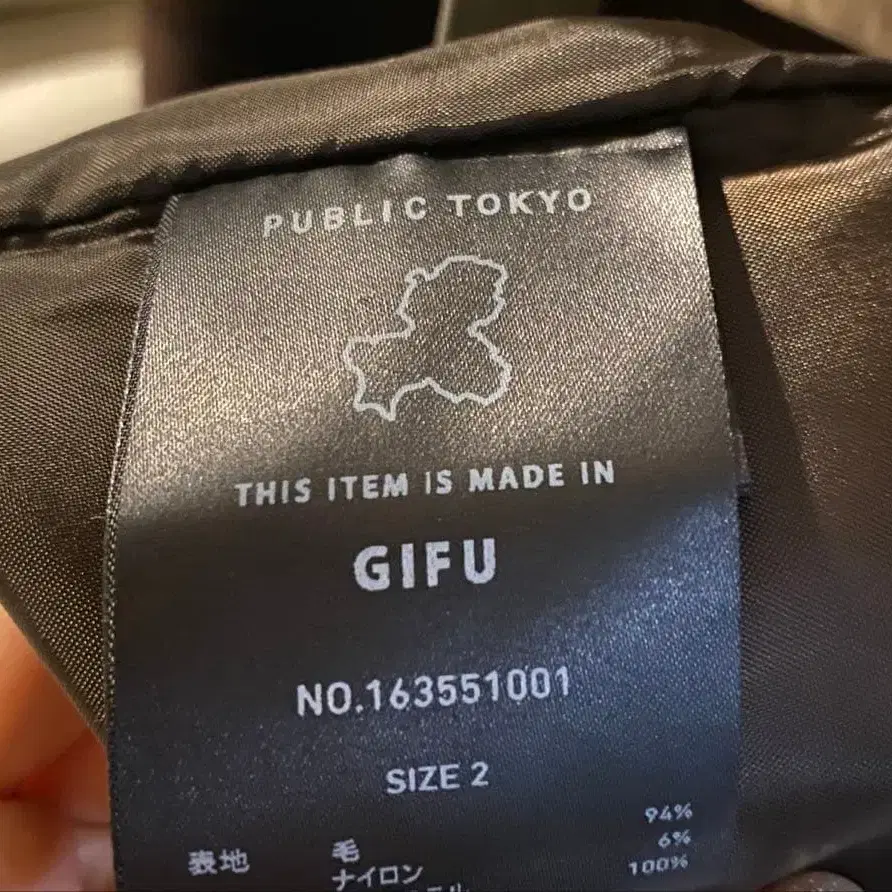 PUBLIC TOKYO
THIS ITEM IS MADE IN
GIFU
NO.163551001
SIZE 2
表地 毛 94%
ナイロン 6%
100%